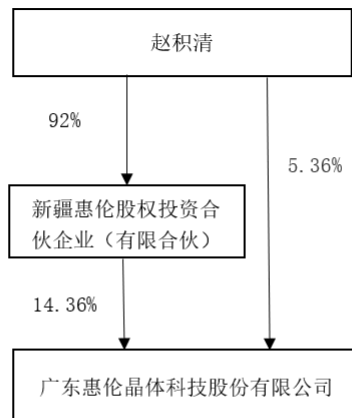 赵积清
92%
5.36%
新疆惠伦股权投资合
伙企业（有限合伙）
14.36%
广东惠伦晶体科技股份有限公司